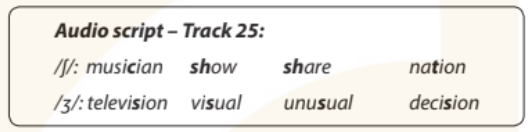 Audio script – Track 25:
/ʃ/: musician show share nation
/ʒ/: television visual unusual decision